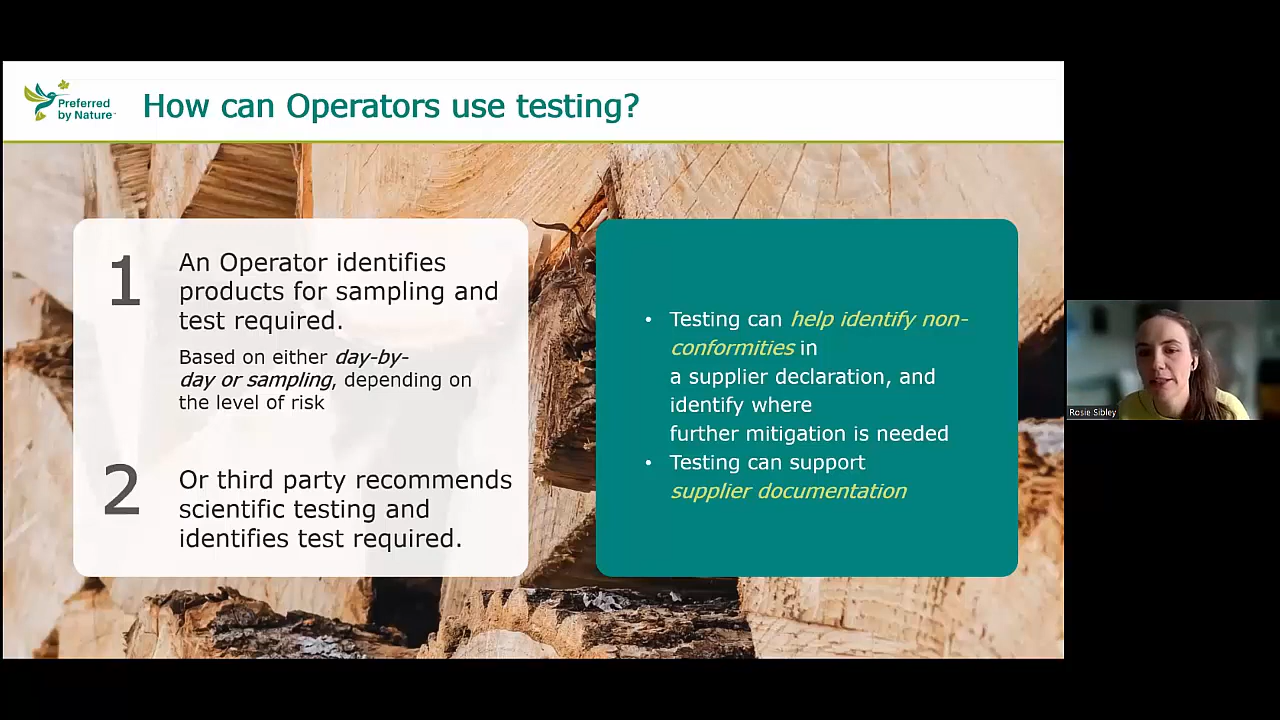 Preferred
by Nature™
How can Operators use testing?
1
An Operator identifies
products for sampling and
test required.
Based on either day-by-
day or sampling, depending on
the level of risk
2
Or third party recommends
scientific testing and
identifies test required.
• Testing can help identify non-
conformities in
a supplier declaration, and
identify where
further mitigation is needed
• Testing can support
supplier documentation
Rosie Sibley